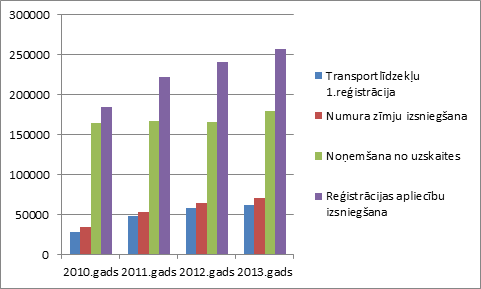 300000
250000
200000
150000
100000
50000
0
2010.gads 2011.gads 2012.gads 2013.gads
Transportlīdzekļu
1.reģistrācija
Numura zīmju izsniegšana
Noņemšana no uzskaites
Reģistrācijas apliecību
izsniegšana